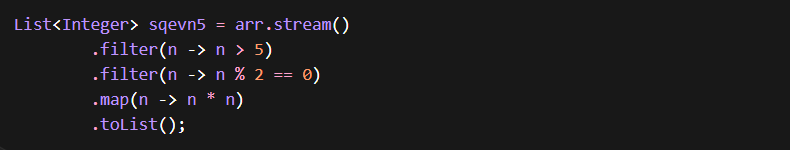 List<Integer> sqevn5 = arr.stream()
        .filter(n -> n > 5)
        .filter(n -> n % 2 == 0)
        .map(n -> n * n)
        .toList();